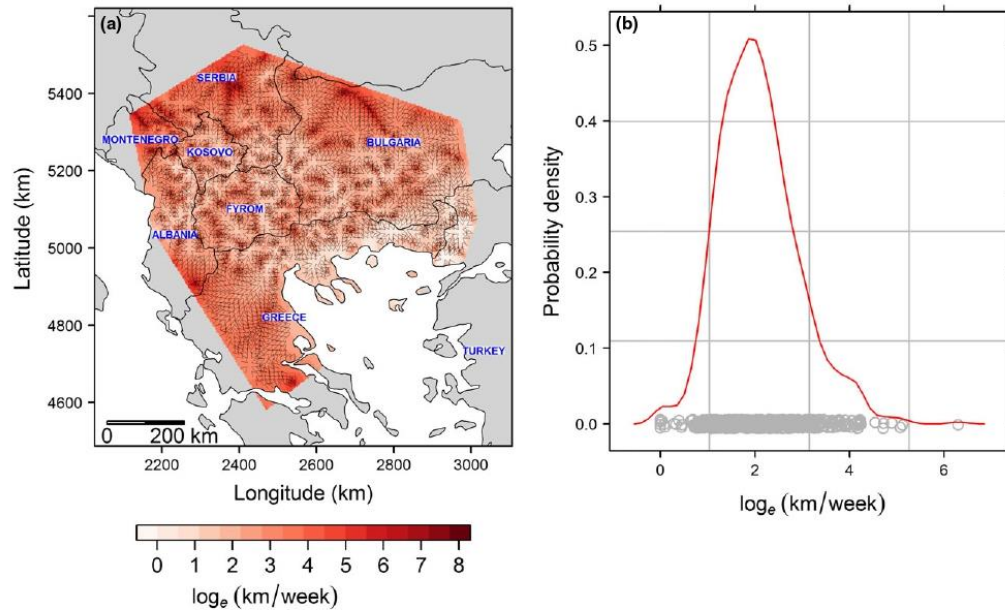 (a)
SERBIA
MONTENEGRO
KOSOVO
BULGARIA
FYROM
ALBANIA
GREECE
TURKEY
5400
5200
5000
4800
4600
Latitude (km)
0 200 km
2200 2400 2600 2800 3000
Longitude (km)
0 1 2 3 4 5 6 7 8
logₑ (km/week)
(b)
0.5
0.4
0.3
0.2
0.1
0.0
Probability density
0 2 4 6
logₑ (km/week)